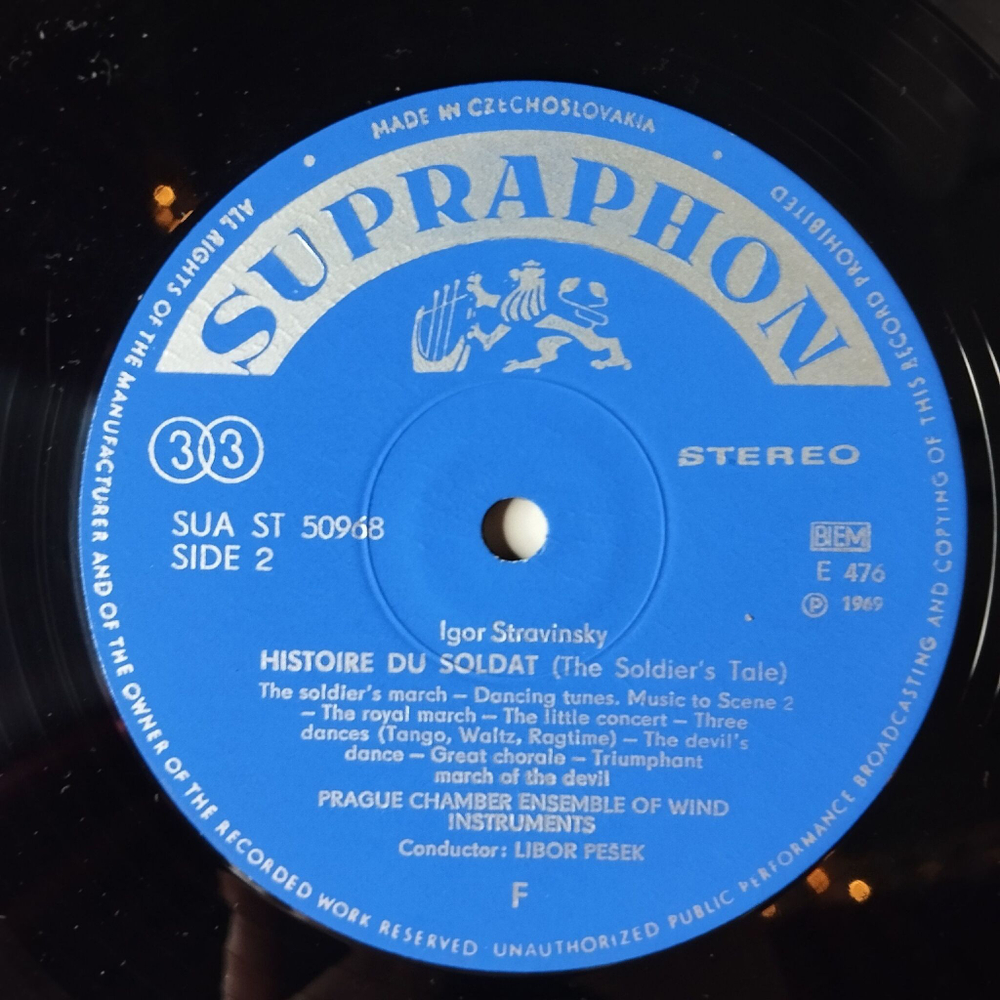 MADE IN CZECHOSLOVAKIA
SUPRAPHON
33
STEREO
SUA ST 50968
SIDE 2
BIEM
E 476
℗ 1969
Igor Stravinsky
HISTOIRE DU SOLDAT (The Soldier's Tale)
The soldier's march – Dancing tunes. Music to Scene 2
– The royal march – The little concert – Three
dances (Tango, Waltz, Ragtime) – The devil's
dance – Great chorale – Triumphant
march of the devil
PRAGUE CHAMBER ENSEMBLE OF WIND
INSTRUMENTS
Conductor: LIBOR PEŠEK
F
ALL RIGHTS OF THE MANUFACTURER AND OF THE OWNER OF THE RECORDED WORK RESERVED · UNAUTHORIZED PUBLIC PERFORMANCE BROADCASTING AND COPYING OF THIS RECORD PROHIBITED